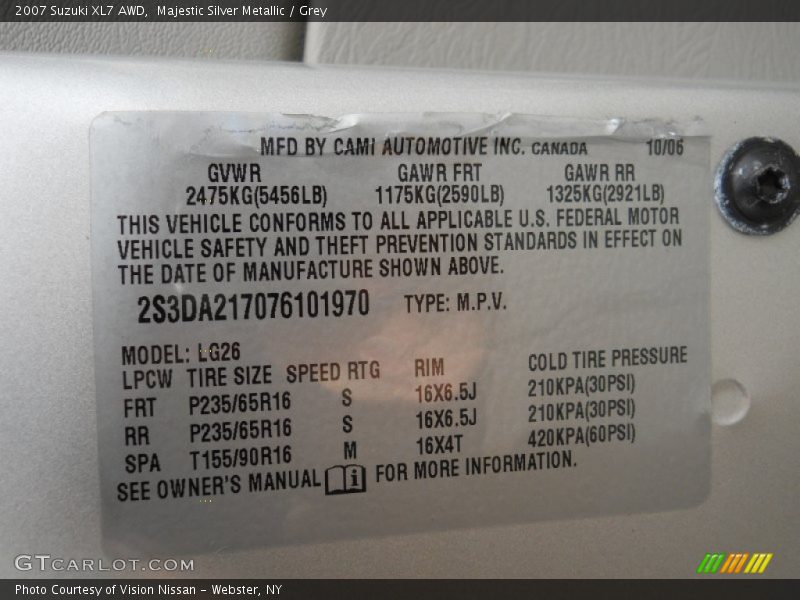 2007 Suzuki XL7 AWD,  Majestic Silver Metallic / Grey
MFD BY CAMI AUTOMOTIVE INC. CANADA 10/06
GVWR GAWR FRT GAWR RR
2475KG(5456LB) 1175KG(2590LB) 1325KG(2921LB)
THIS VEHICLE CONFORMS TO ALL APPLICABLE U.S. FEDERAL MOTOR
VEHICLE SAFETY AND THEFT PREVENTION STANDARDS IN EFFECT ON
THE DATE OF MANUFACTURE SHOWN ABOVE.
2S3DA217076101970 TYPE: M.P.V.
MODEL: LG26
LPCW TIRE SIZE SPEED RTG RIM COLD TIRE PRESSURE
FRT P235/65R16 S 16X6.5J 210KPA(30PSI)
RR P235/65R16 S 16X6.5J 210KPA(30PSI)
SPA T155/90R16 M 16X4T 420KPA(60PSI)
SEE OWNER'S MANUAL i FOR MORE INFORMATION.
GTCARLOT.COM
Photo Courtesy of Vision Nissan - Webster, NY